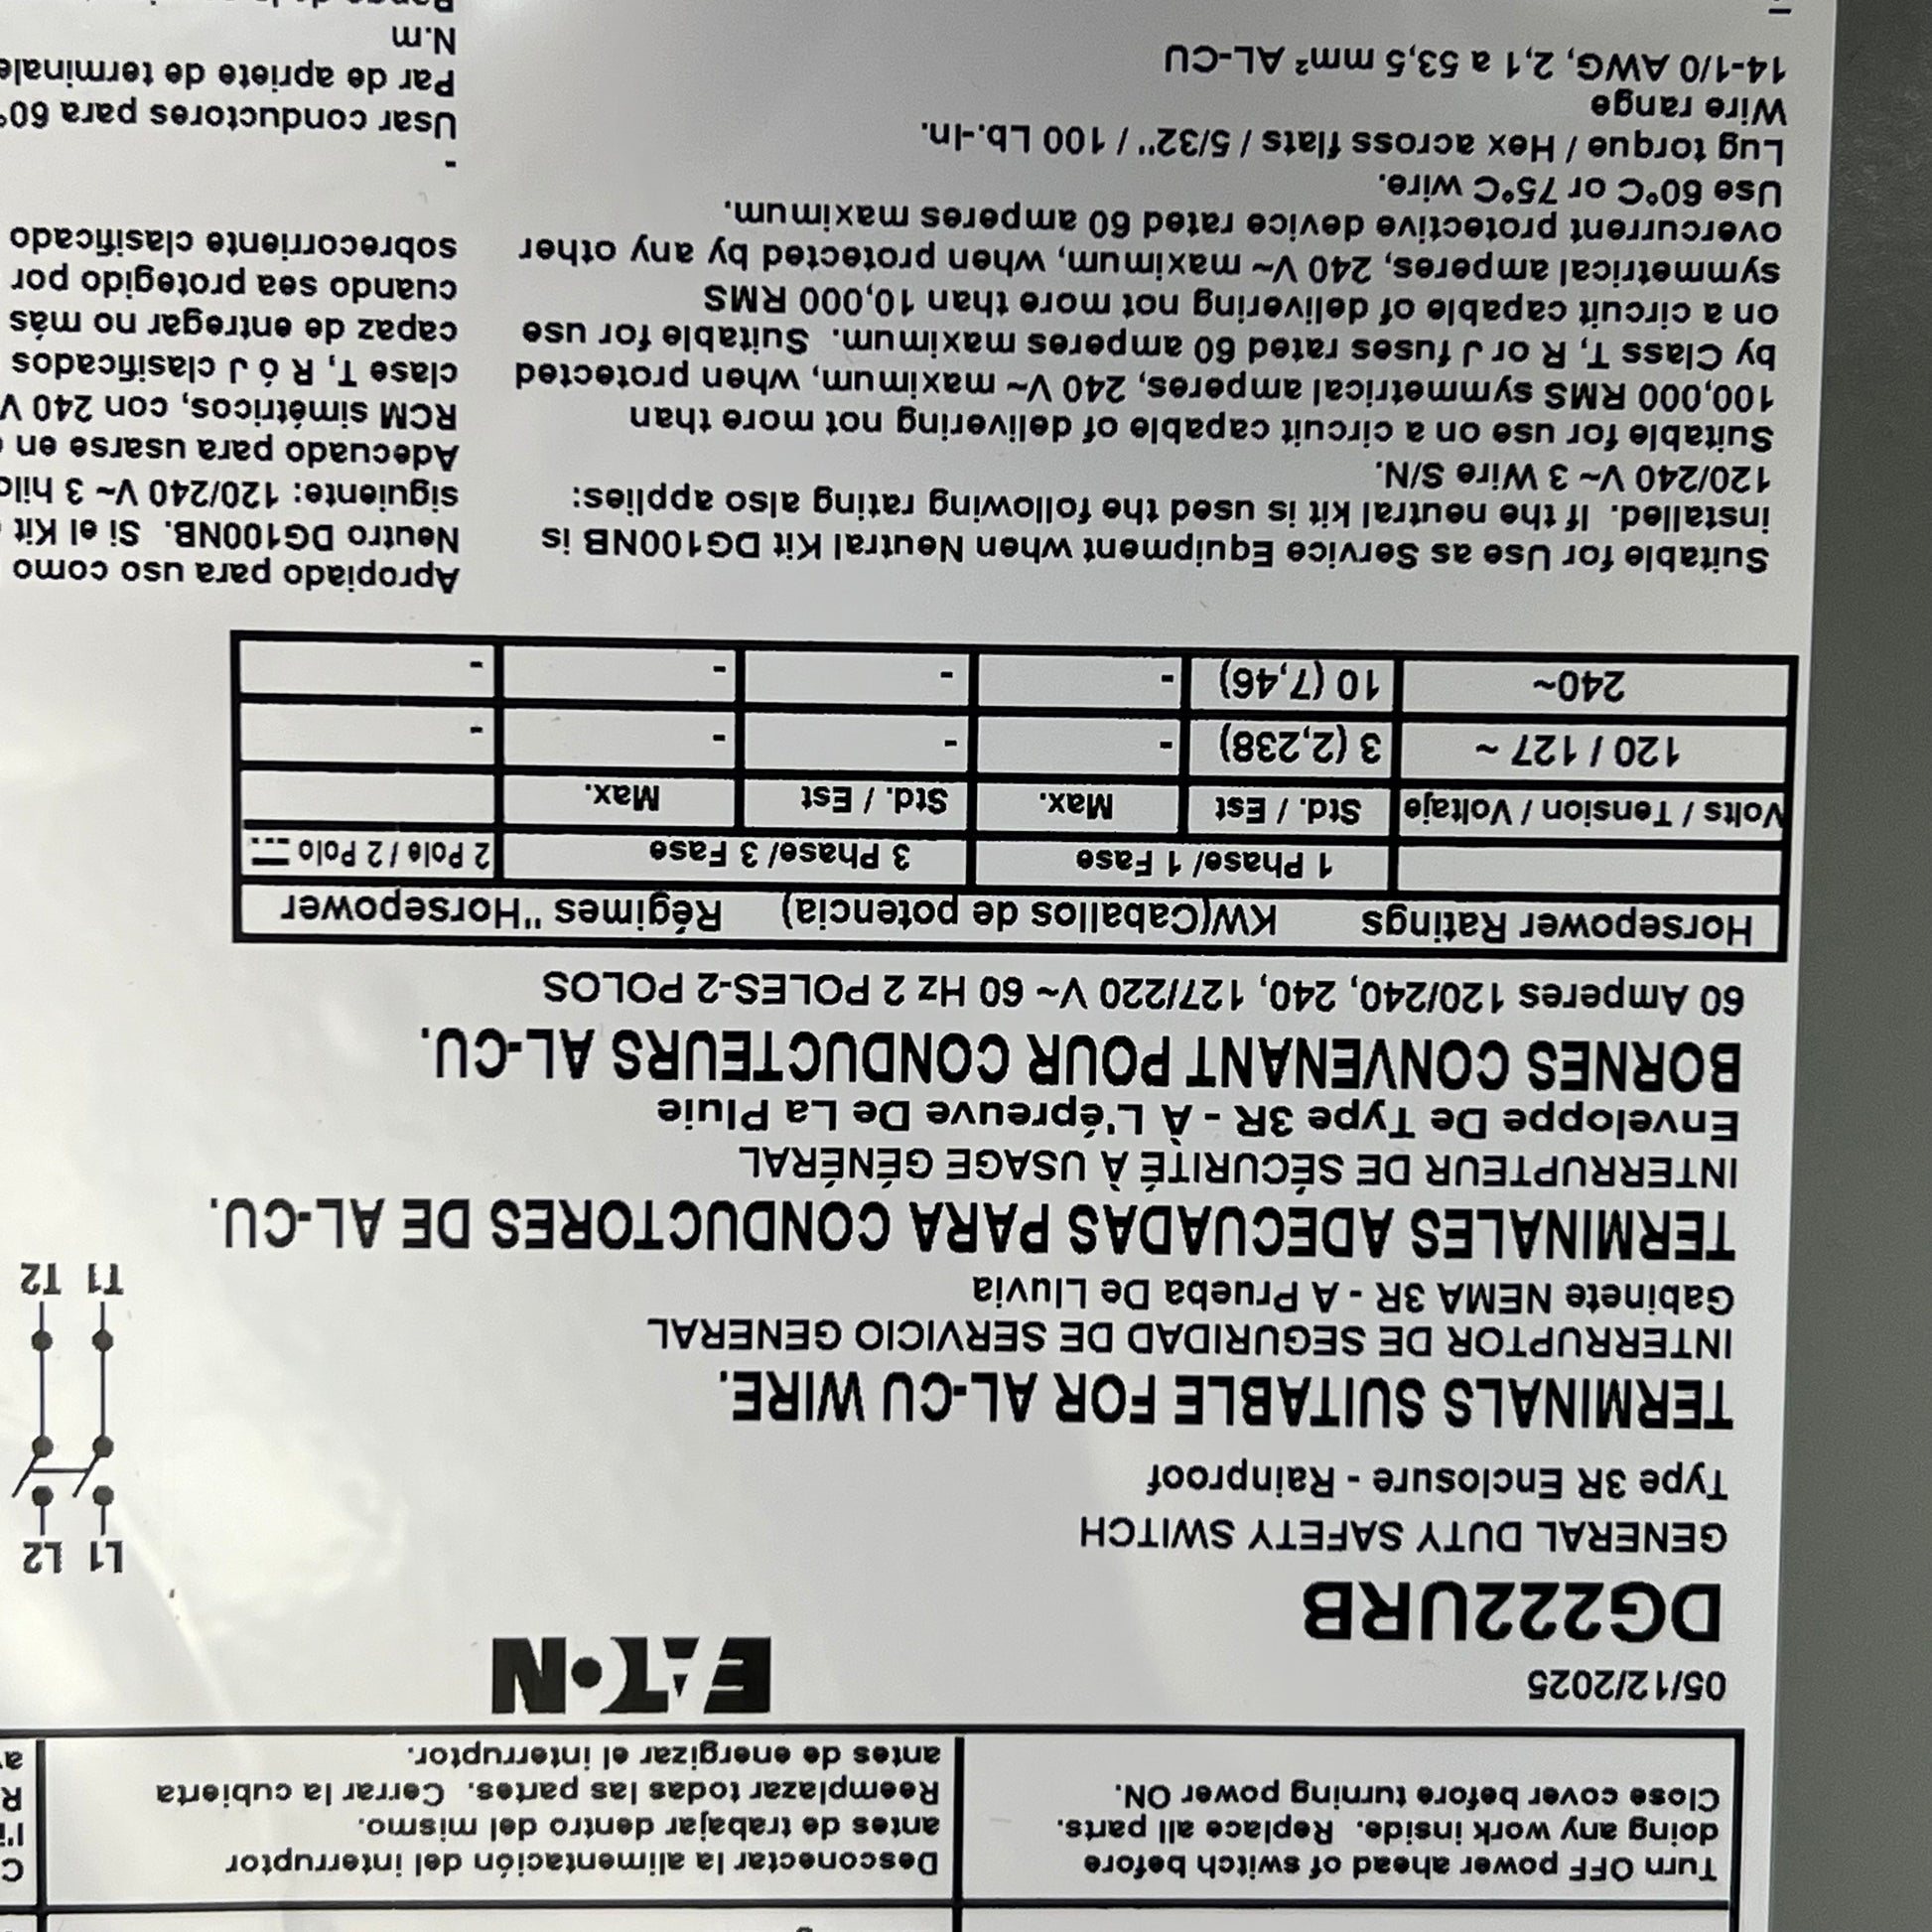 Turn OFF power ahead of switch before
doing any work inside. Replace all parts.
Close cover before turning power ON.
Desconectar la alimentación del interruptor
antes de trabajar dentro del mismo.
Reemplazar todas las partes. Cerrar la cubierta
antes de energizar el interruptor.
05/12/2025
EATON
DG222URB
GENERAL DUTY SAFETY SWITCH
Type 3R Enclosure - Rainproof
TERMINALS SUITABLE FOR AL-CU WIRE.
INTERRUPTOR DE SEGURIDAD DE SERVICIO GENERAL
Gabinete NEMA 3R - A Prueba De Lluvia
TERMINALES ADECUADAS PARA CONDUCTORES DE AL-CU.
INTERRUPTEUR DE SÉCURITÉ À USAGE GÉNÉRAL
Enveloppe De Type 3R - À L'épreuve De La Pluie
BORNES CONVENANT POUR CONDUCTEURS AL-CU.
60 Amperes 120/240, 240, 127/220 V~ 60 Hz 2 POLES-2 POLOS
L1 L2
T1 T2
Horsepower Ratings KW(Caballos de potencia) Régimes "Horsepower
1 Phase/ 1 Fase 3 Phase/ 3 Fase 2 Pole / 2 Polo ⎓
Volts / Tension / Voltaje Std. / Est Max. Std. / Est Max.
120 / 127 ~ 3 (2,238) - - - -
240~ 10 (7,46) - - - -
Suitable for Use as Service Equipment when Neutral Kit DG100NB is
installed. If the neutral kit is used the following rating also applies:
120/240 V~ 3 Wire S/N.
Suitable for use on a circuit capable of delivering not more than
100,000 RMS symmetrical amperes, 240 V~ maximum, when protected
by Class T, R or J fuses rated 60 amperes maximum. Suitable for use
on a circuit capable of delivering not more than 10,000 RMS
symmetrical amperes, 240 V~ maximum, when protected by any other
overcurrent protective device rated 60 amperes maximum.
Use 60°C or 75°C wire.
Lug torque / Hex across flats / 5/32" / 100 Lb.-In.
Wire range
14-1/0 AWG, 2,1 a 53,5 mm² AL-CU
-
Apropiado para uso como
Neutro DG100NB. Si el Kit
siguiente: 120/240 V~ 3 hilo
Adecuado para usarse en
RCM simétricos, con 240 V
clase T, R ó J clasificados
capaz de entregar no más
cuando sea protegido por
sobrecorriente clasificado
-
Usar conductores para 60°
Par de apriete de terminale
N.m